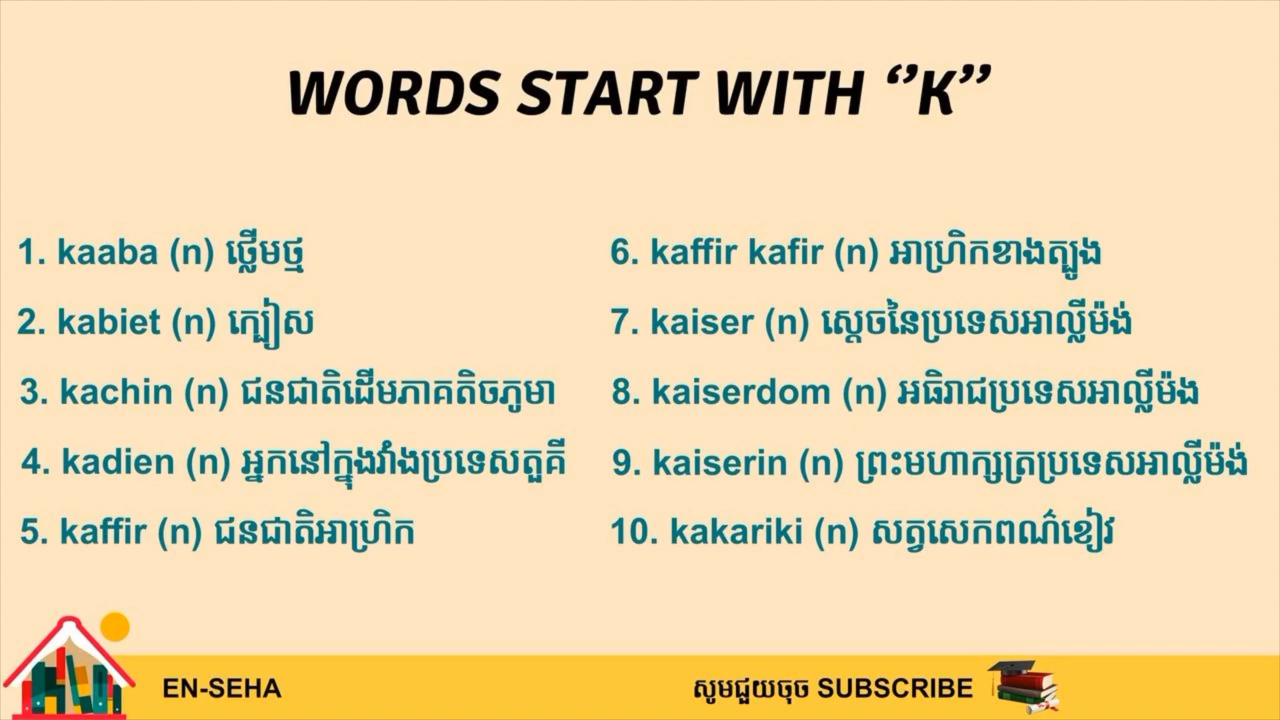 WORDS START WITH “K”
1. kaaba (n) ថ្លើមថ្ម
2. kabiet (n) ក្បៀស
3. kachin (n) ជនជាតិដើមភាគតិចភូមា
4. kadien (n) អ្នកនៅក្នុងវាំងប្រទេសតួគី
5. kaffir (n) ជនជាតិអាហ្រិក
6. kaffir kafir (n) អាហ្រិកខាងត្បូង
7. kaiser (n) ស្តេចនៃប្រទេសអាល្លឺម៉ង់
8. kaiserdom (n) អធិរាជប្រទេសអាល្លឺម៉ង
9. kaiserin (n) ព្រះមហាក្សត្រប្រទេសអាល្លឺម៉ង់
10. kakariki (n) សត្វសេកពណ៌ខៀវ
EN-SEHA
សូមជួយចុច SUBSCRIBE